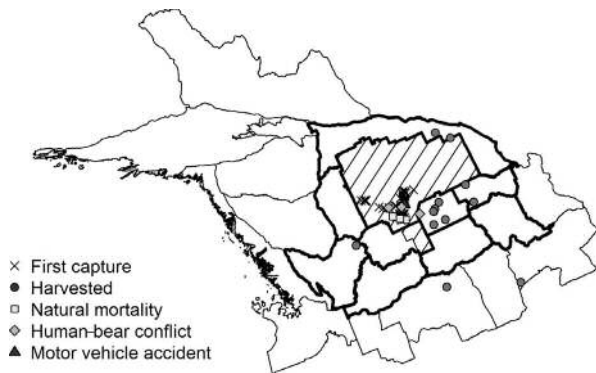 First capture
Harvested
Natural mortality
Human-bear conflict
Motor vehicle accident